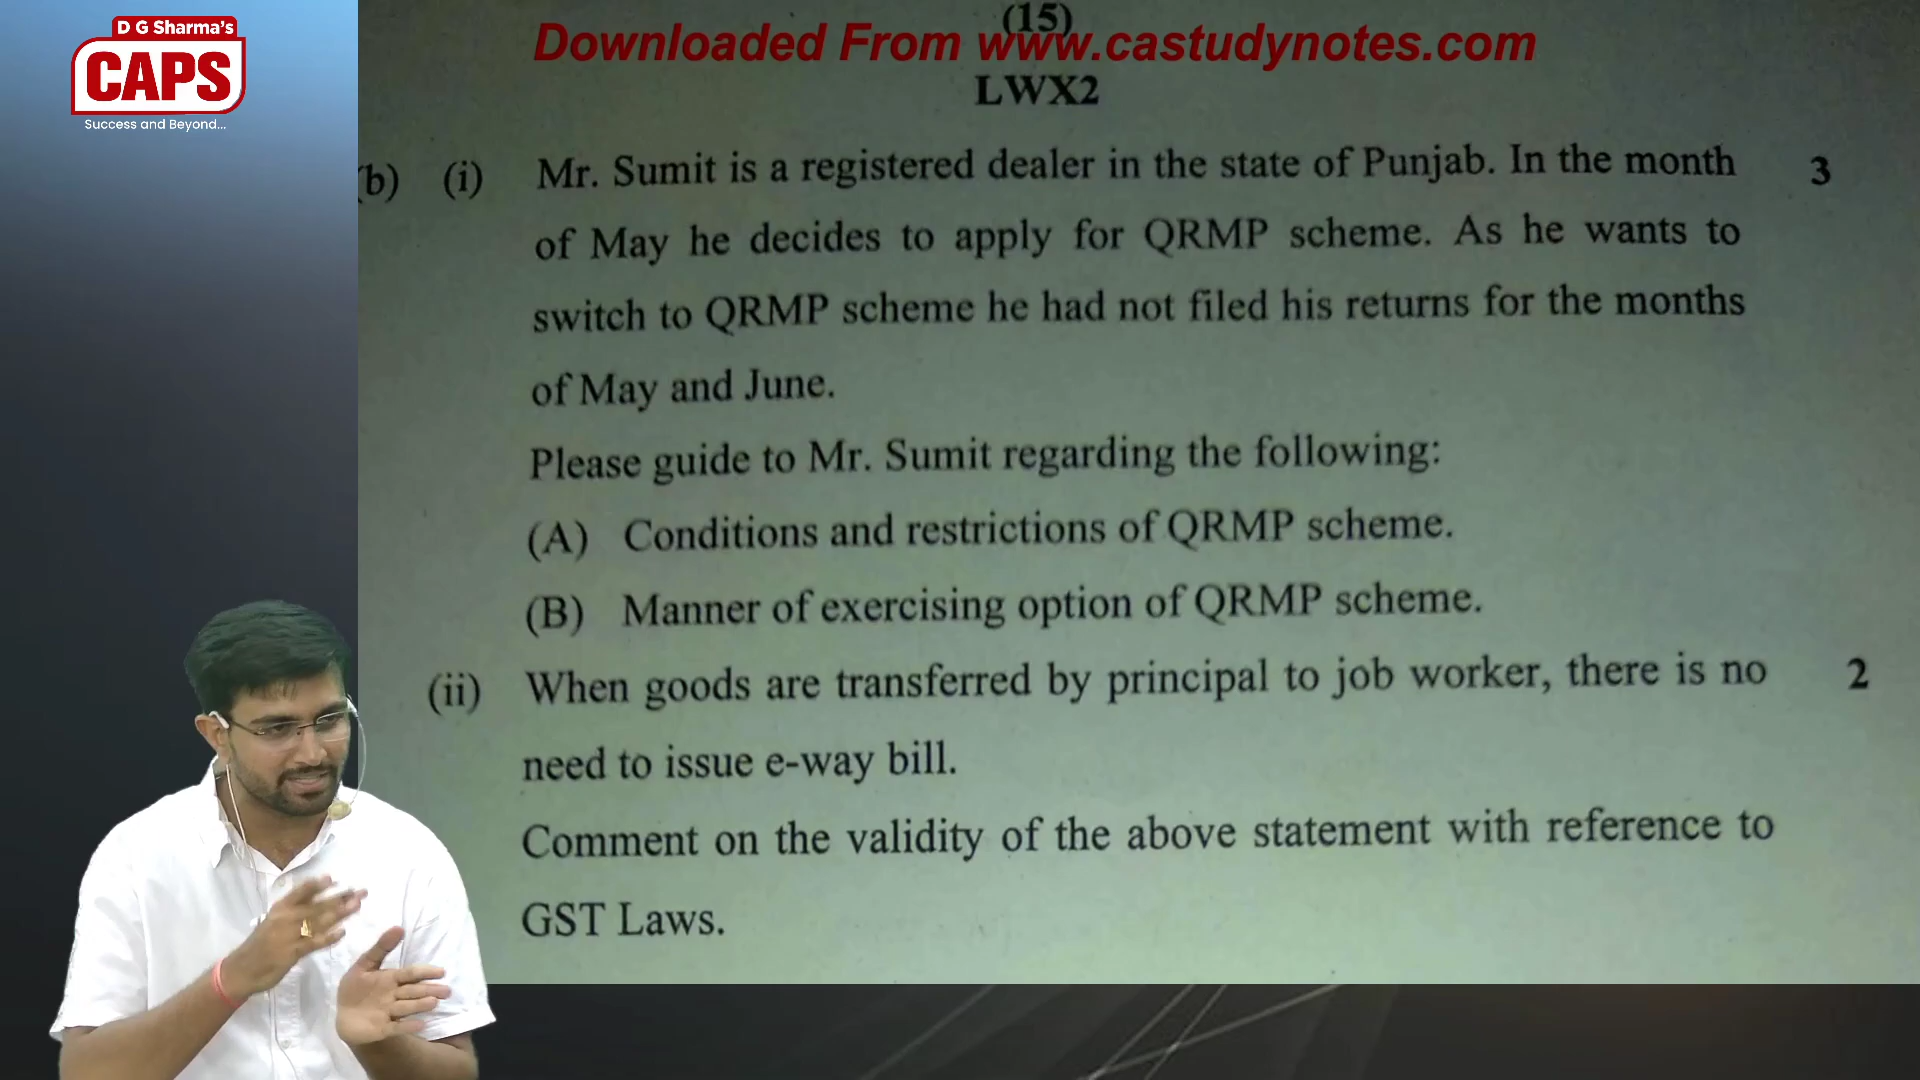 D G Sharma's
CAPS
Success and Beyond...
(15)
Downloaded From www.castudynotes.com
LWX2
(b) (i) Mr. Sumit is a registered dealer in the state of Punjab. In the month 3
of May he decides to apply for QRMP scheme. As he wants to
switch to QRMP scheme he had not filed his returns for the months
of May and June.
Please guide to Mr. Sumit regarding the following:
(A) Conditions and restrictions of QRMP scheme.
(B) Manner of exercising option of QRMP scheme.
(ii) When goods are transferred by principal to job worker, there is no 2
need to issue e-way bill.
Comment on the validity of the above statement with reference to
GST Laws.